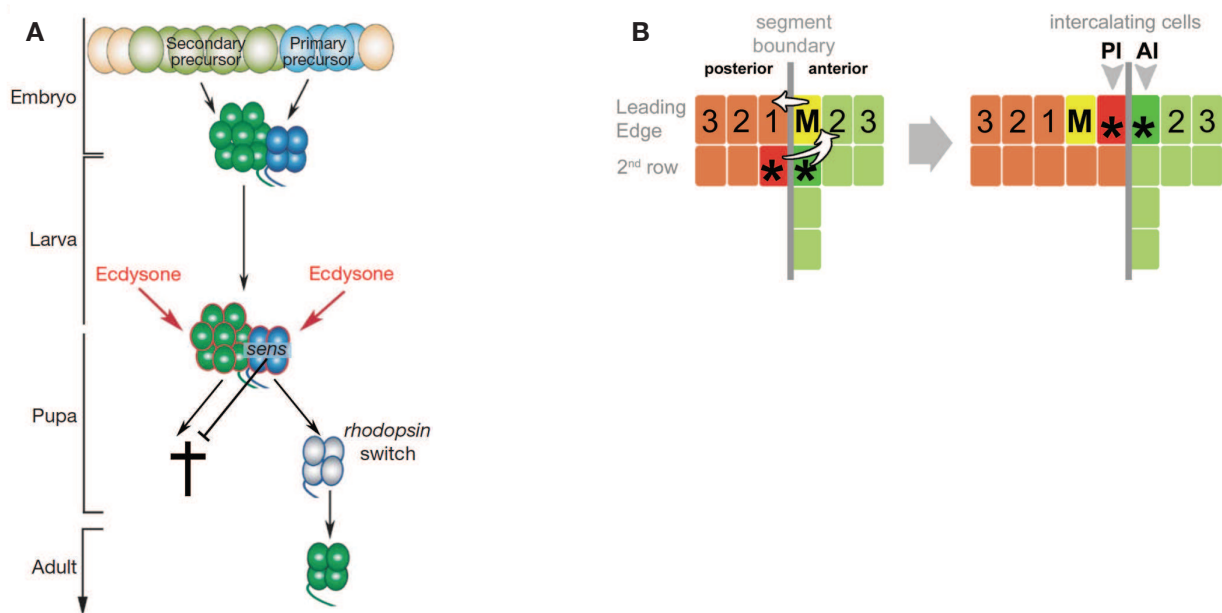 A
Secondary
precursor
Primary
precursor
Embryo
Larva
Ecdysone
Ecdysone
sens
Pupa
rhodopsin
switch
Adult
B
segment
boundary
posterior
anterior
Leading
Edge
3 2 1 M 2 3
2nd row
* *
intercalating cells
PI AI
3 2 1 M * * 2 3